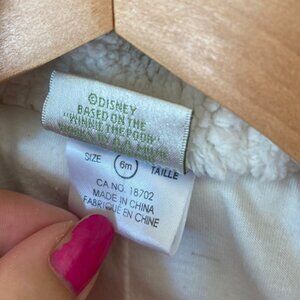 ©DISNEY
BASED ON THE
"WINNIE THE POOH"
WORKS BY A.A. MILNE
SIZE 6m TAILLE
CA NO. 18702
MADE IN CHINA
FABRIQUÉ EN CHINE